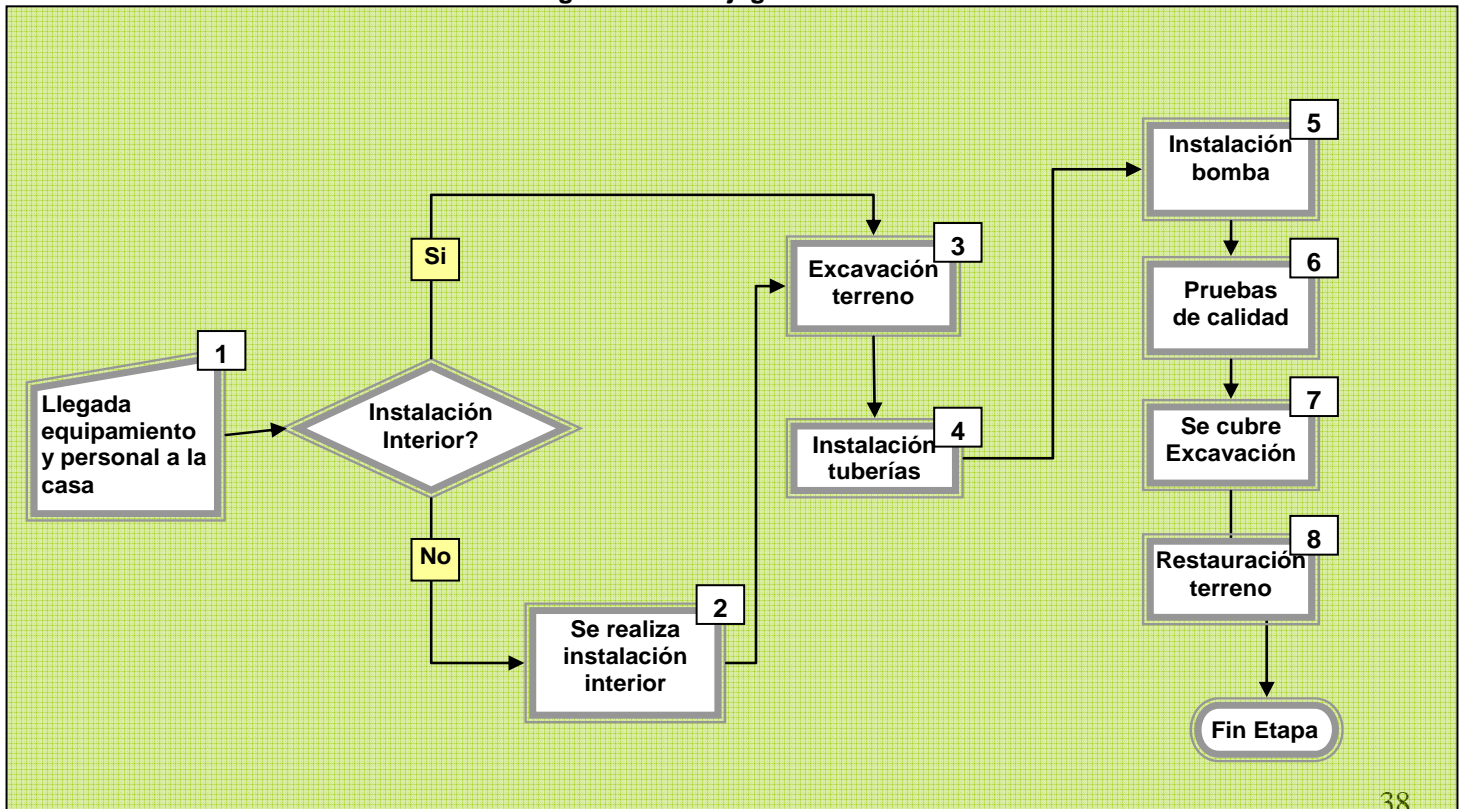 1
Llegada
equipamiento
y personal a la
casa
Instalación
Interior?
Si
No
2
Se realiza
instalación
interior
3
Excavación
terreno
4
Instalación
tuberías
5
Instalación
bomba
6
Pruebas
de calidad
7
Se cubre
Excavación
8
Restauración
terreno
Fin Etapa
38